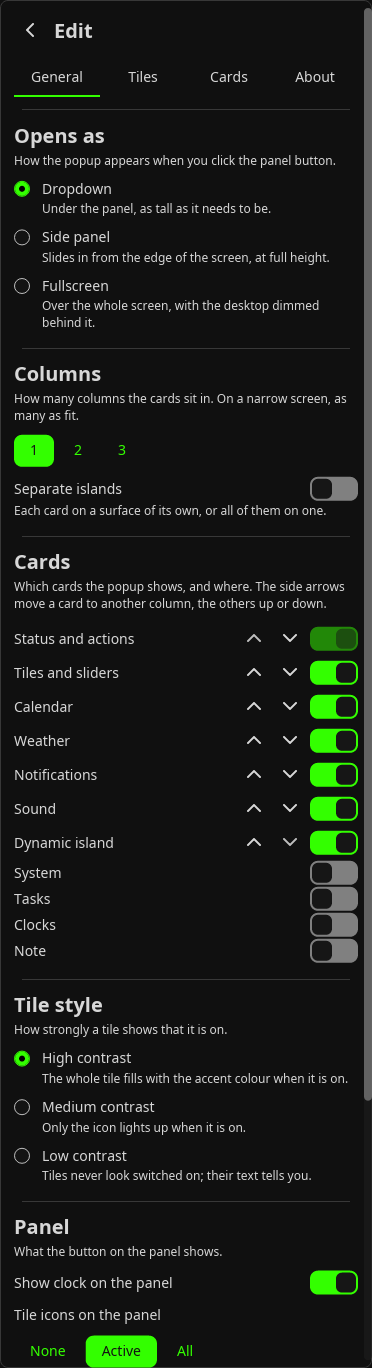 Edit
General Tiles Cards About
Opens as
How the popup appears when you click the panel button.
Dropdown
Under the panel, as tall as it needs to be.
Side panel
Slides in from the edge of the screen, at full height.
Fullscreen
Over the whole screen, with the desktop dimmed
behind it.
Columns
How many columns the cards sit in. On a narrow screen, as
many as fit.
1 2 3
Separate islands
Each card on a surface of its own, or all of them on one.
Cards
Which cards the popup shows, and where. The side arrows
move a card to another column, the others up or down.
Status and actions
Tiles and sliders
Calendar
Weather
Notifications
Sound
Dynamic island
System
Tasks
Clocks
Note
Tile style
How strongly a tile shows that it is on.
High contrast
The whole tile fills with the accent colour when it is on.
Medium contrast
Only the icon lights up when it is on.
Low contrast
Tiles never look switched on; their text tells you.
Panel
What the button on the panel shows.
Show clock on the panel
Tile icons on the panel
None Active All